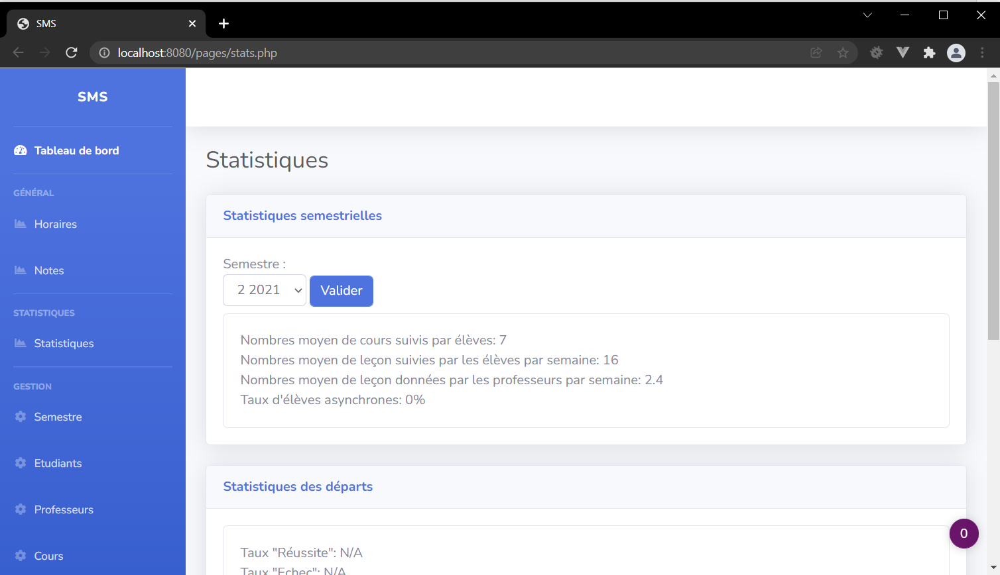 SMS
localhost:8080/pages/stats.php
SMS
Tableau de bord
GÉNÉRAL
Horaires
Notes
STATISTIQUES
Statistiques
GESTION
Semestre
Etudiants
Professeurs
Cours
Statistiques
Statistiques semestrielles
Semestre :
2 2021
Valider
Nombres moyen de cours suivis par élèves: 7
Nombres moyen de leçon suivies par les élèves par semaine: 16
Nombres moyen de leçon données par les professeurs par semaine: 2.4
Taux d'élèves asynchrones: 0%
Statistiques des départs
Taux "Réussite": N/A
Taux "Echec": N/A
0